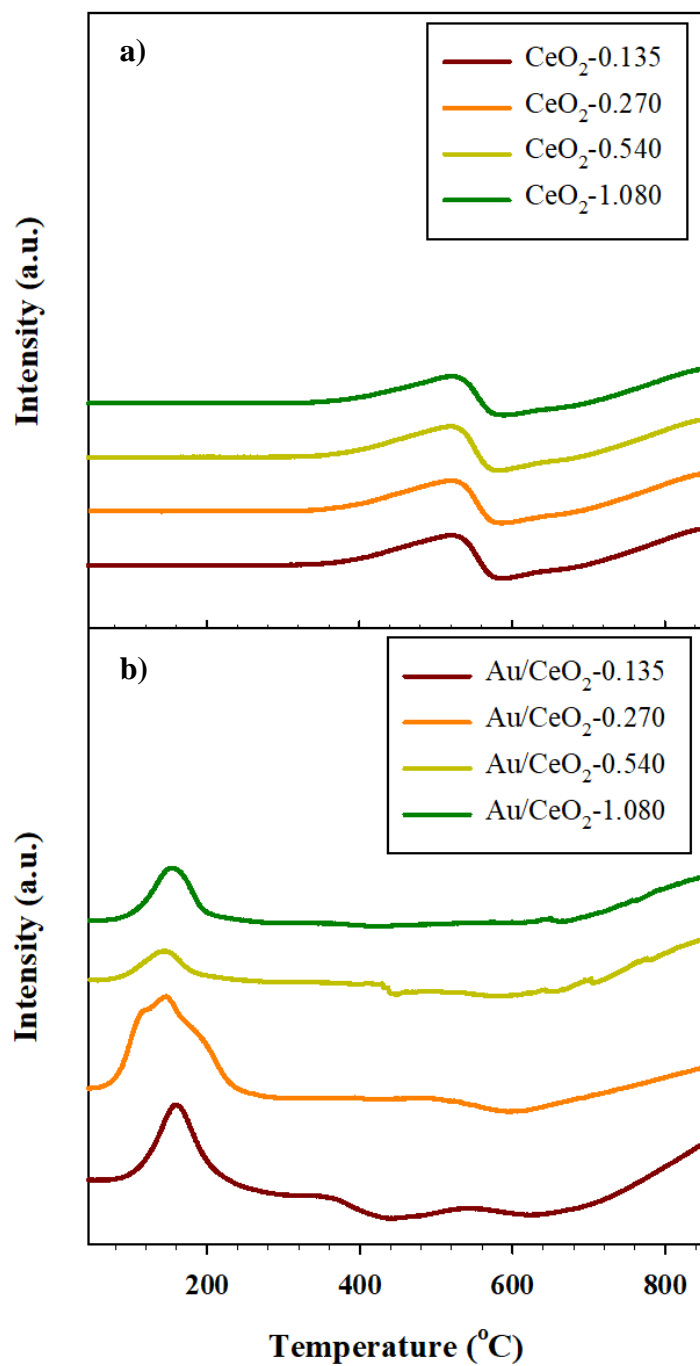 a)
CeO₂-0.135
CeO₂-0.270
CeO₂-0.540
CeO₂-1.080
Intensity (a.u.)
b)
Au/CeO₂-0.135
Au/CeO₂-0.270
Au/CeO₂-0.540
Au/CeO₂-1.080
Intensity (a.u.)
200 400 600 800
Temperature (°C)